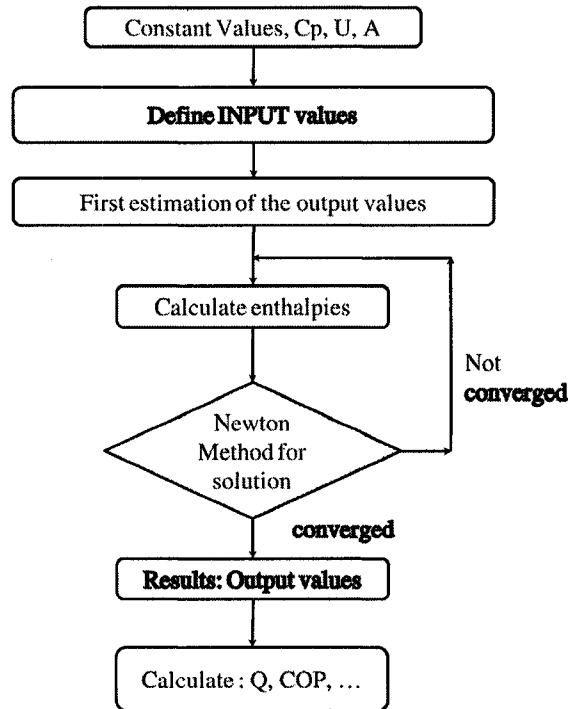 Constant Values, Cp, U, A
Define INPUT values
First estimation of the output values
Calculate enthalpies
Not
converged
Newton
Method for
solution
converged
Results: Output values
Calculate : Q, COP, ...